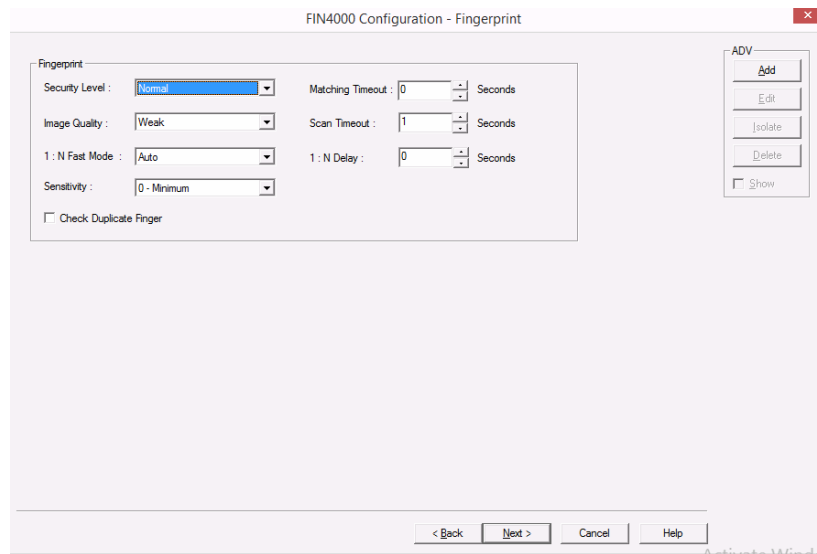 FIN4000 Configuration - Fingerprint
Fingerprint
Security Level : Normal Matching Timeout : 0 Seconds
Image Quality : Weak Scan Timeout : 1 Seconds
1 : N Fast Mode : Auto 1 : N Delay : 0 Seconds
Sensitivity : 0 - Minimum
Check Duplicate Finger
ADV
Add
Edit
Isolate
Delete
Show
< Back Next > Cancel Help